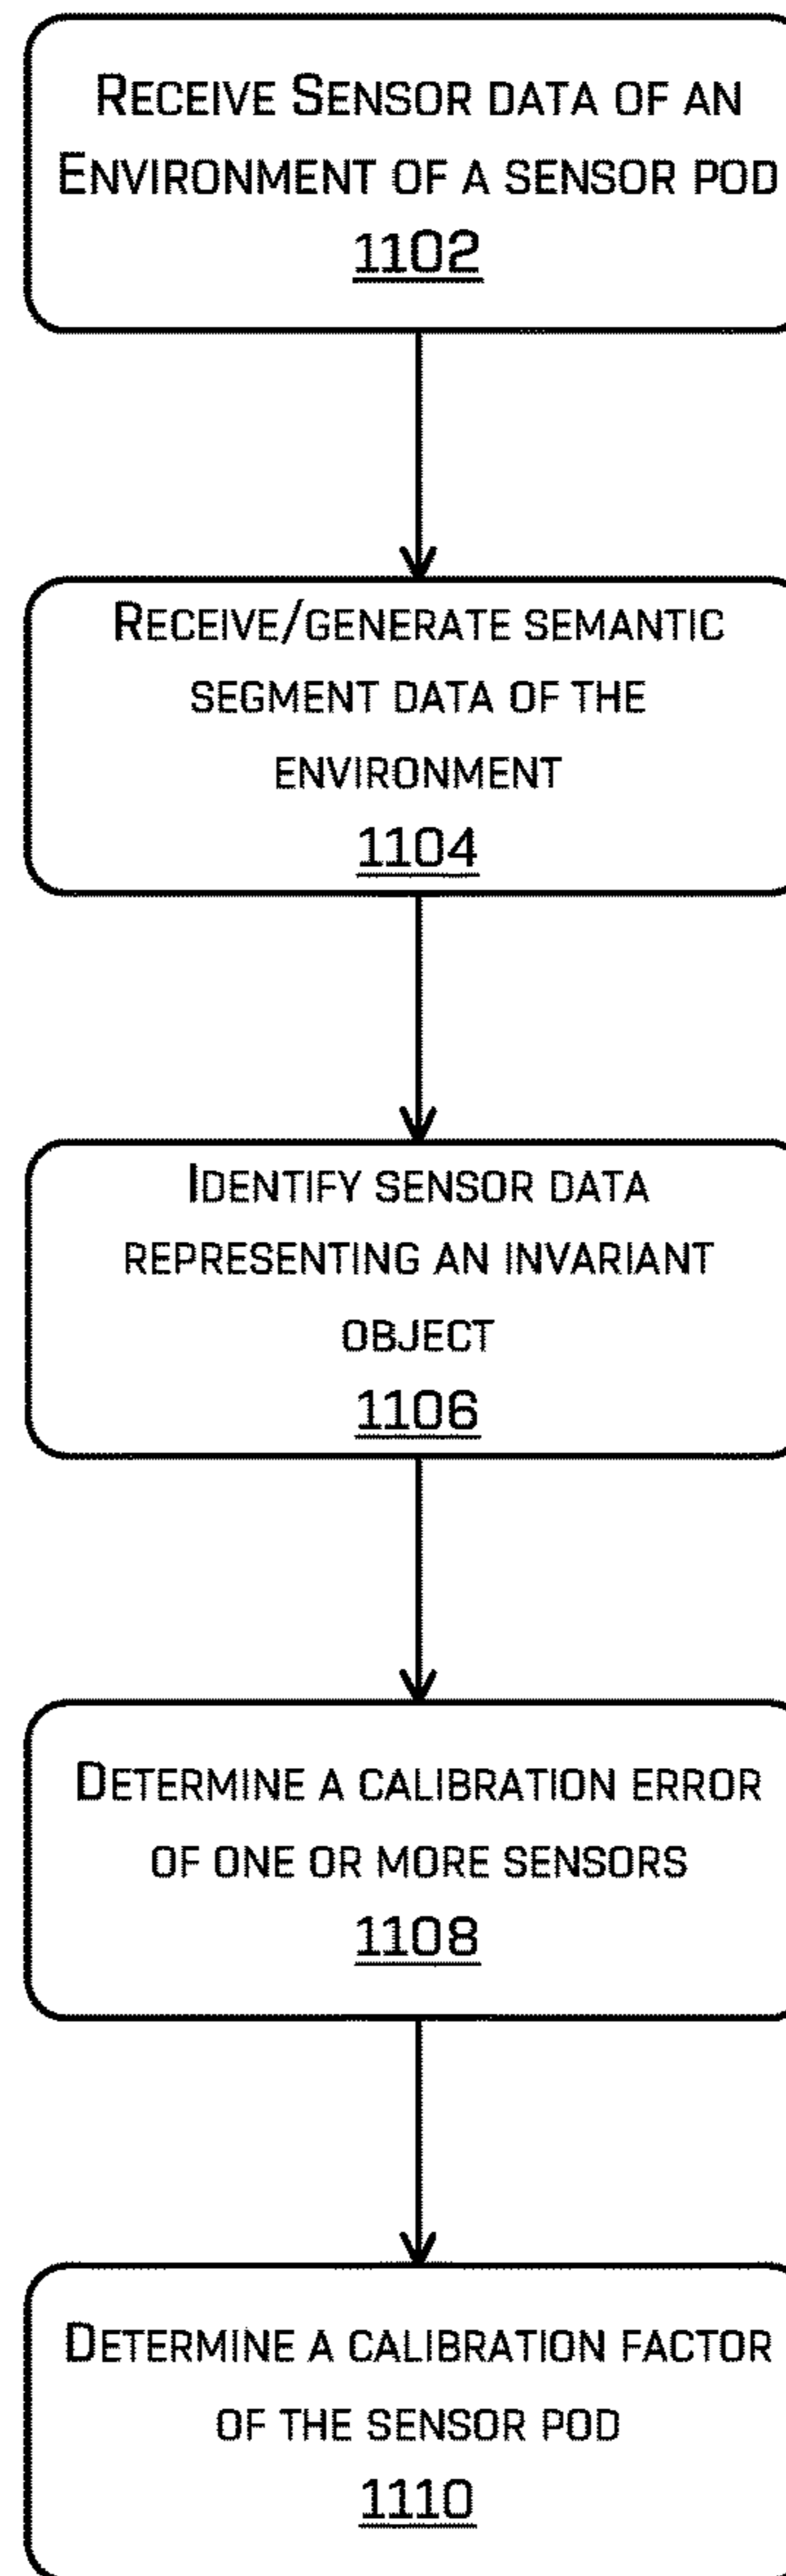 Receive Sensor data of an
Environment of a sensor pod
1102
Receive/generate semantic
segment data of the
environment
1104
Identify sensor data
representing an invariant
object
1106
Determine a calibration error
of one or more sensors
1108
Determine a calibration factor
of the sensor pod
1110